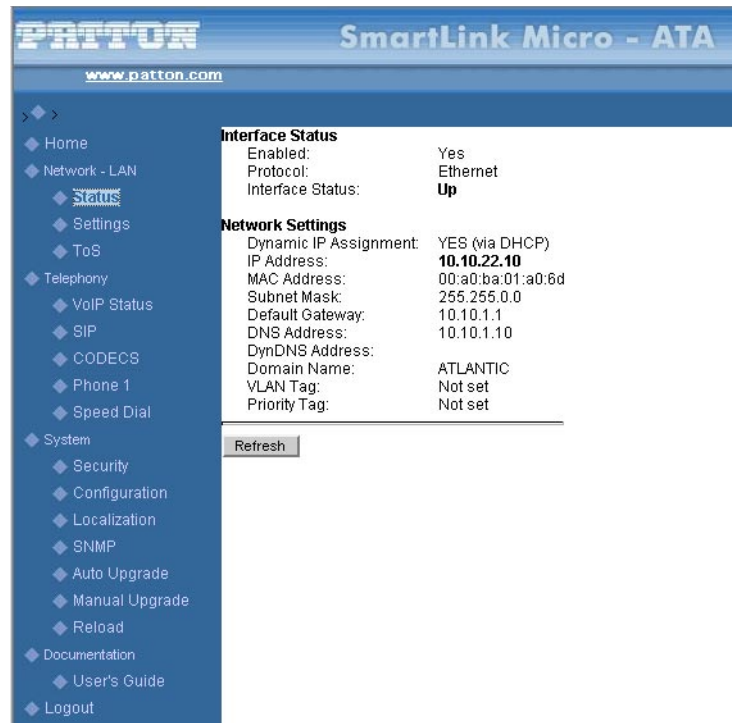 PATTON
SmartLink Micro - ATA
www.patton.com
> >
Home
Network - LAN
Status
Settings
ToS
Telephony
VoIP Status
SIP
CODECS
Phone 1
Speed Dial
System
Security
Configuration
Localization
SNMP
Auto Upgrade
Manual Upgrade
Reload
Documentation
User's Guide
Logout
Interface Status
Enabled: Yes
Protocol: Ethernet
Interface Status: Up
Network Settings
Dynamic IP Assignment: YES (via DHCP)
IP Address: 10.10.22.10
MAC Address: 00:a0:ba:01:a0:6d
Subnet Mask: 255.255.0.0
Default Gateway: 10.10.1.1
DNS Address: 10.10.1.10
DynDNS Address:
Domain Name: ATLANTIC
VLAN Tag: Not set
Priority Tag: Not set
Refresh